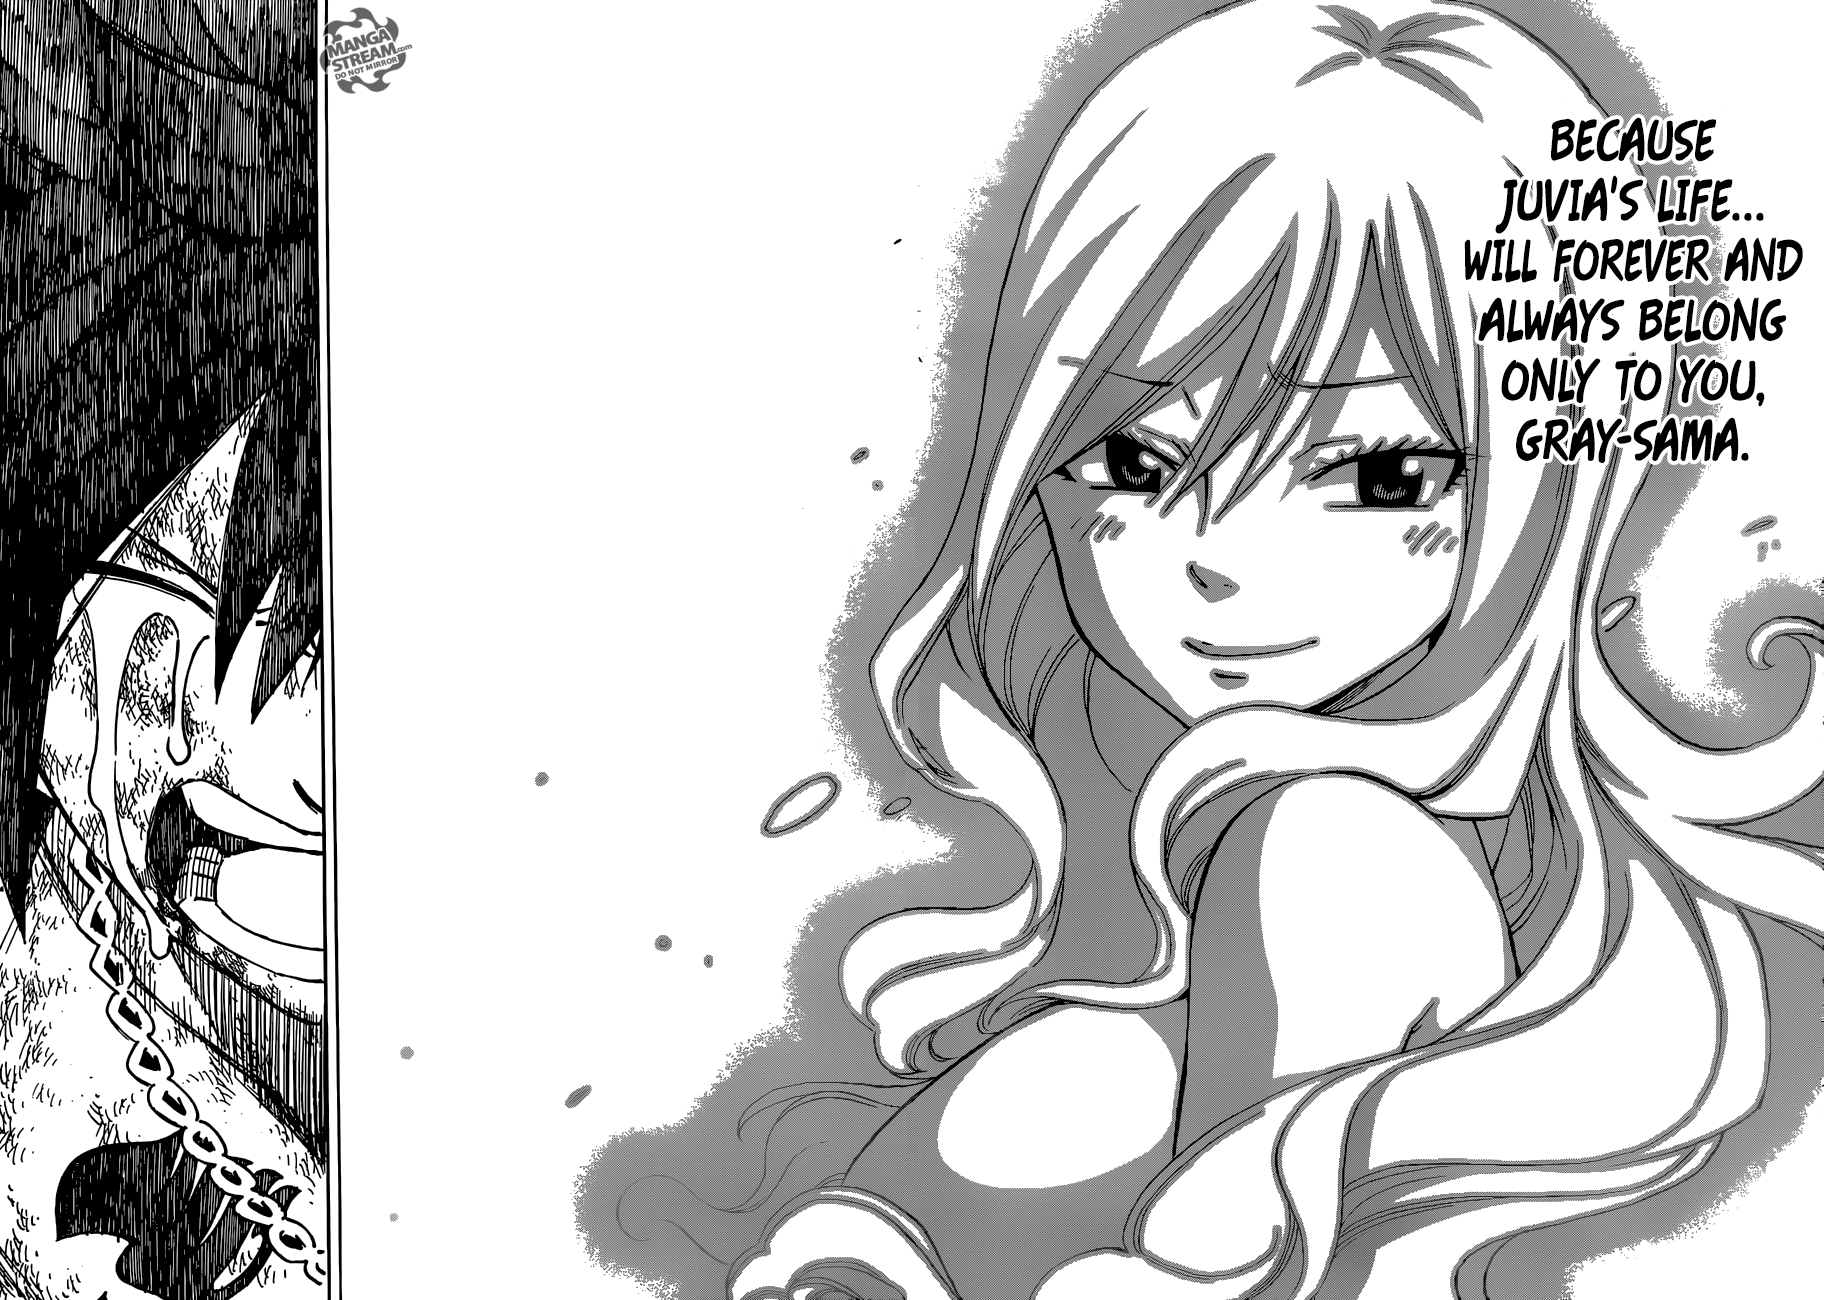 MANGA
STREAM.com
DO NOT MIRROR
BECAUSE
JUVIA'S LIFE...
WILL FOREVER AND
ALWAYS BELONG
ONLY TO YOU,
GRAY-SAMA.